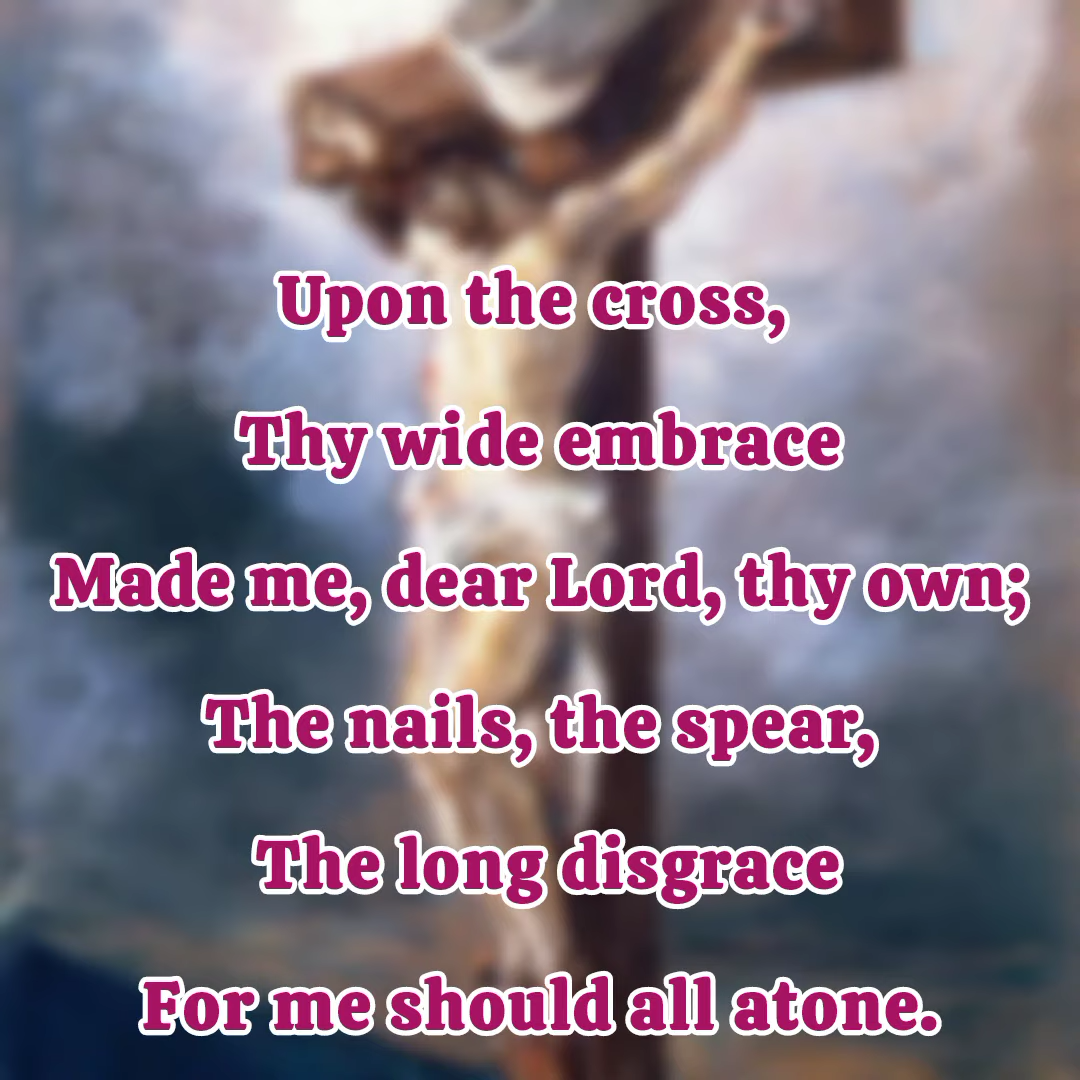 Upon the cross,
Thy wide embrace
Made me, dear Lord, thy own;
The nails, the spear,
The long disgrace
For me should all atone.